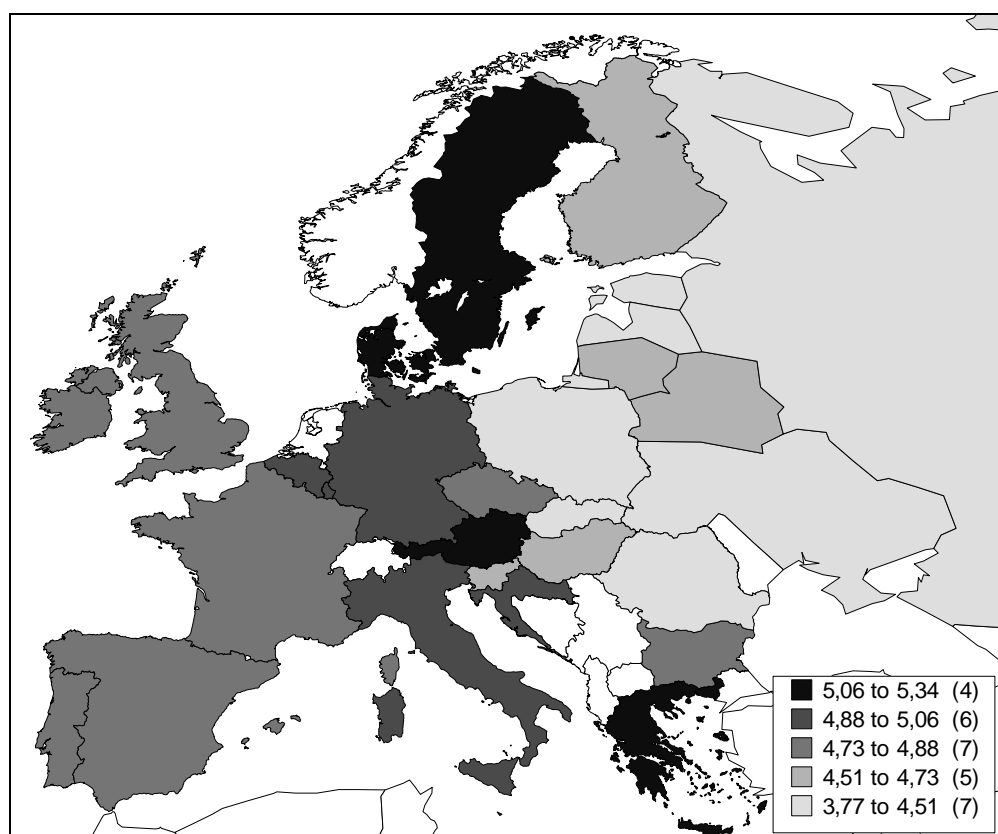 5,06 to 5,34 (4)
4,88 to 5,06 (6)
4,73 to 4,88 (7)
4,51 to 4,73 (5)
3,77 to 4,51 (7)